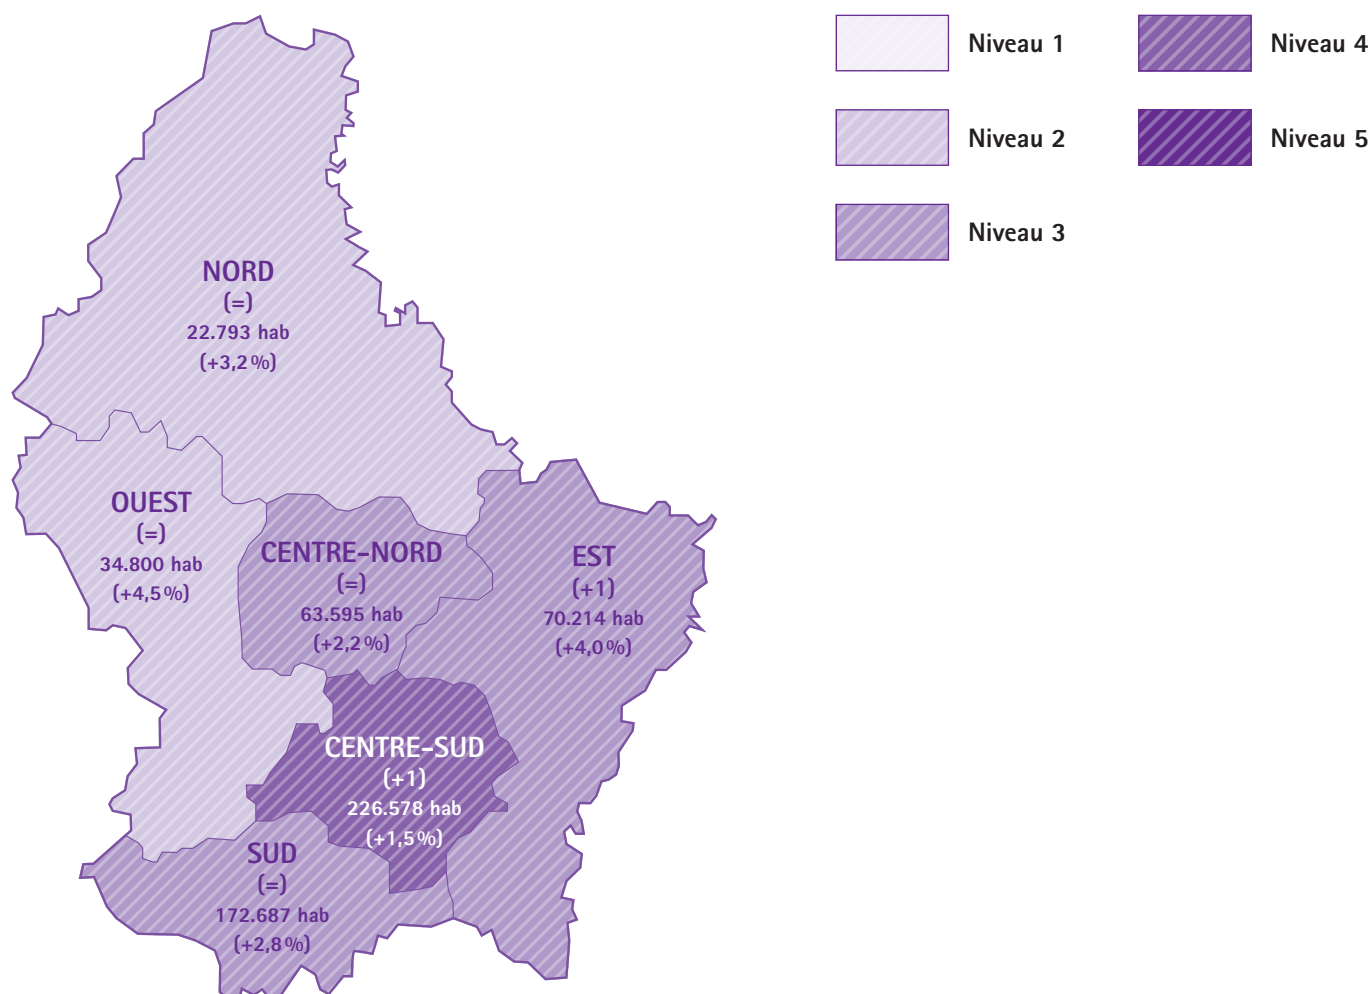 Niveau 1
Niveau 4
Niveau 2
Niveau 5
Niveau 3
NORD
(=)
22.793 hab
(+3,2 %)
OUEST
(=)
34.800 hab
(+4,5 %)
CENTRE-NORD
(=)
63.595 hab
(+2,2 %)
EST
(+1)
70.214 hab
(+4,0 %)
CENTRE-SUD
(+1)
226.578 hab
(+1,5 %)
SUD
(=)
172.687 hab
(+2,8 %)